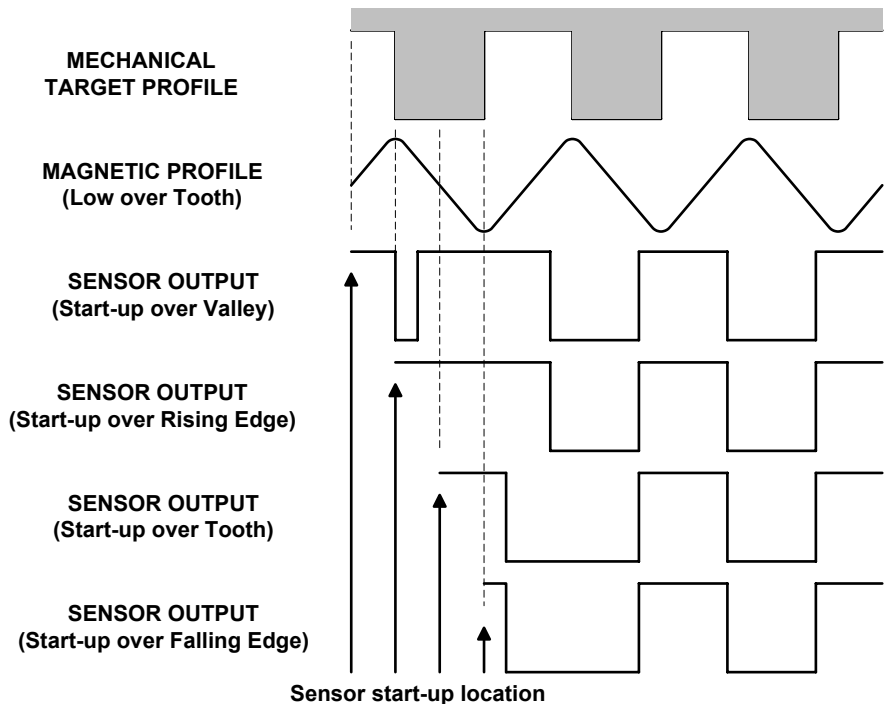 MECHANICAL
TARGET PROFILE
MAGNETIC PROFILE
(Low over Tooth)
SENSOR OUTPUT
(Start-up over Valley)
SENSOR OUTPUT
(Start-up over Rising Edge)
SENSOR OUTPUT
(Start-up over Tooth)
SENSOR OUTPUT
(Start-up over Falling Edge)
Sensor start-up location